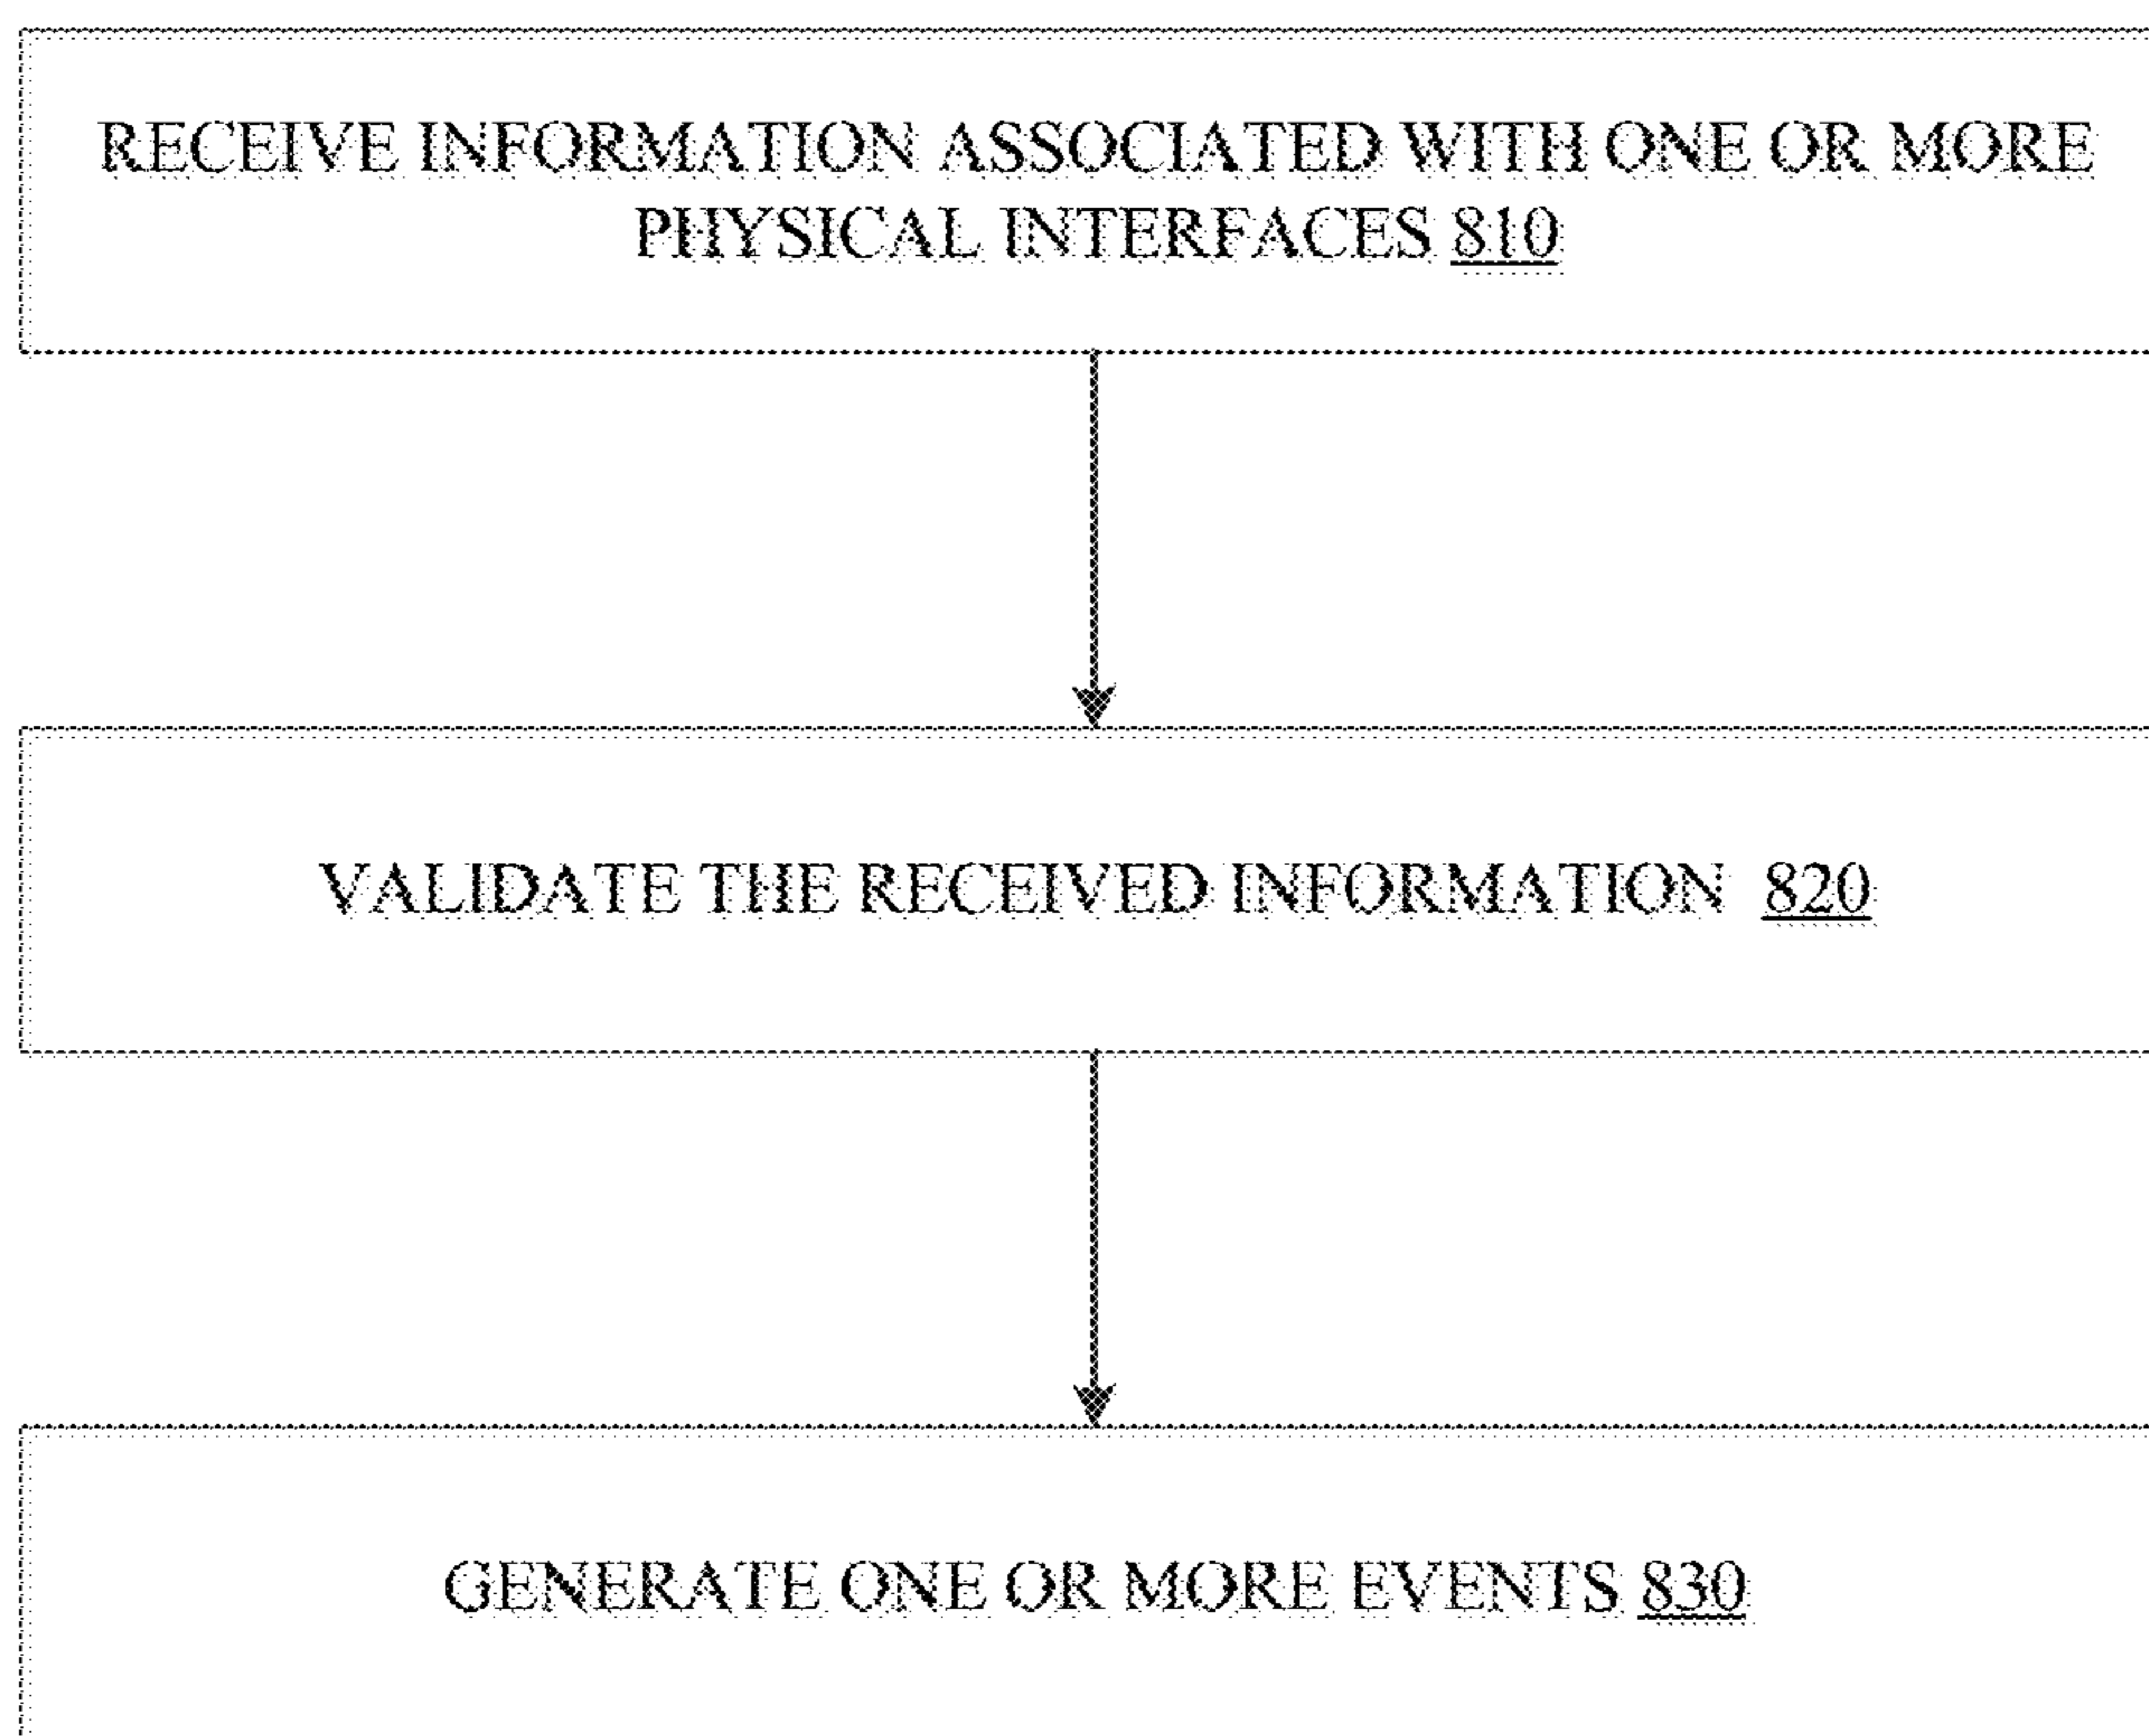 RECEIVE INFORMATION ASSOCIATED WITH ONE OR MORE
PHYSICAL INTERFACES 810
VALIDATE THE RECEIVED INFORMATION 820
GENERATE ONE OR MORE EVENTS 830